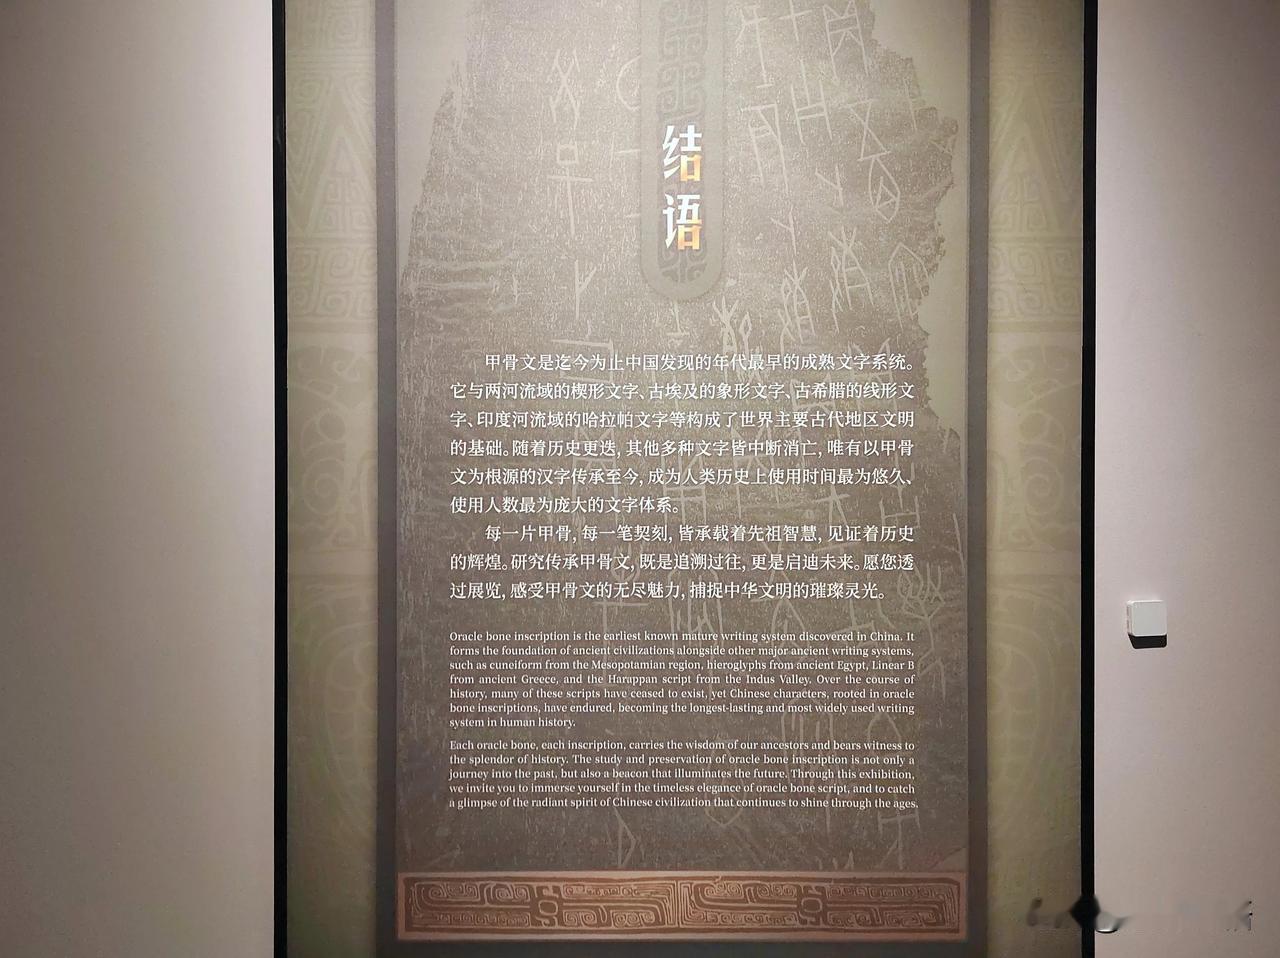 结语
甲骨文是迄今为止中国发现的年代最早的成熟文字系统。
它与两河流域的楔形文字、古埃及的象形文字、古希腊的线形文
字、印度河流域的哈拉帕文字等构成了世界主要古代地区文明
的基础。随着历史更迭,其他多种文字皆中断消亡,唯有以甲骨
文为根源的汉字传承至今,成为人类历史上使用时间最为悠久、
使用人数最为庞大的文字体系。
每一片甲骨,每一笔契刻,皆承载着先祖智慧,见证着历史
的辉煌。研究传承甲骨文,既是追溯过往,更是启迪未来。愿您透
过展览,感受甲骨文的无尽魅力,捕捉中华文明的璀璨灵光。
Oracle bone inscription is the earliest known mature writing system discovered in China. It
forms the foundation of ancient civilizations alongside other major ancient writing systems,
such as cuneiform from the Mesopotamian region, hieroglyphs from ancient Egypt, Linear B
from ancient Greece, and the Harappan script from the Indus Valley. Over the course of
history, many of these scripts have ceased to exist, yet Chinese characters, rooted in oracle
bone inscriptions, have endured, becoming the longest-lasting and most widely used writing
system in human history.
Each oracle bone, each inscription, carries the wisdom of our ancestors and bears witness to
the splendor of history. The study and preservation of oracle bone inscription is not only a
journey into the past, but also a beacon that illuminates the future. Through this exhibition,
we invite you to immerse yourself in the timeless elegance of oracle bone script, and to catch
a glimpse of the radiant spirit of Chinese civilization that continues to shine through the ages.